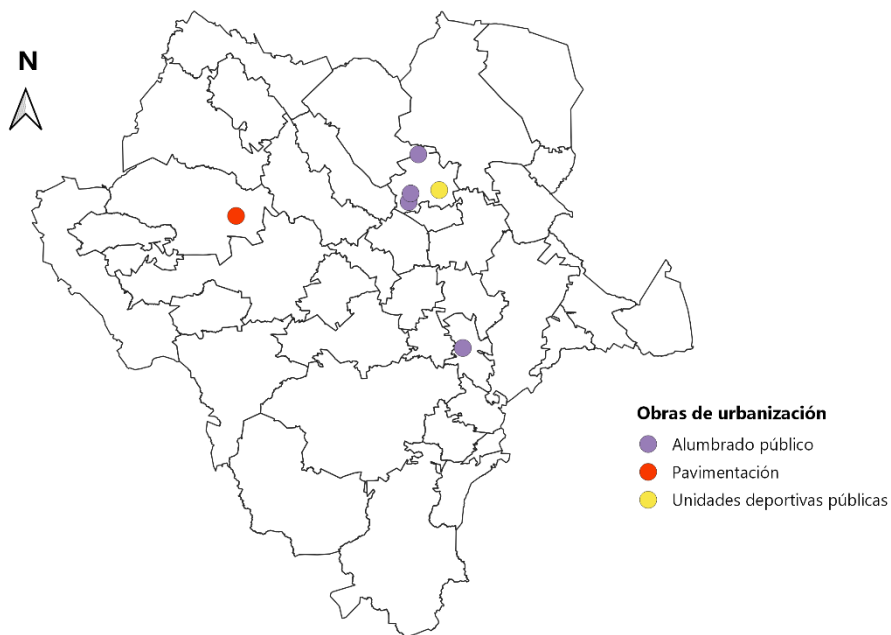 N
Obras de urbanización
Alumbrado público
Pavimentación
Unidades deportivas públicas